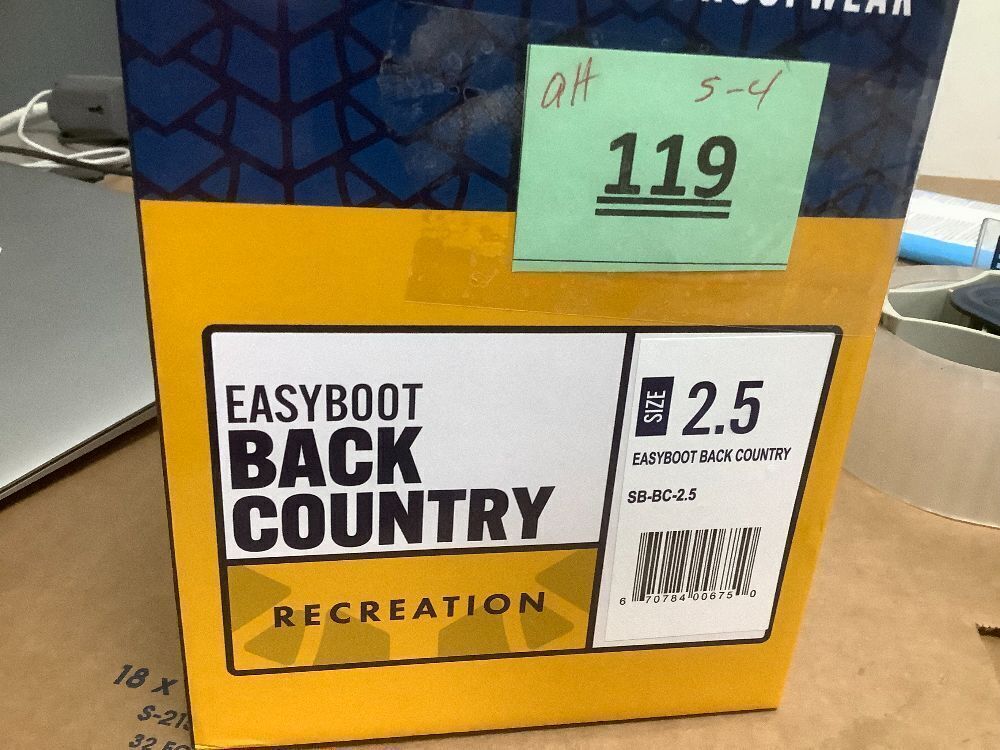 aH S-4
119
EASYBOOT
BACK
COUNTRY
RECREATION
SIZE 2.5
EASYBOOT BACK COUNTRY
SB-BC-2.5
6 70784 00675 0
18 X